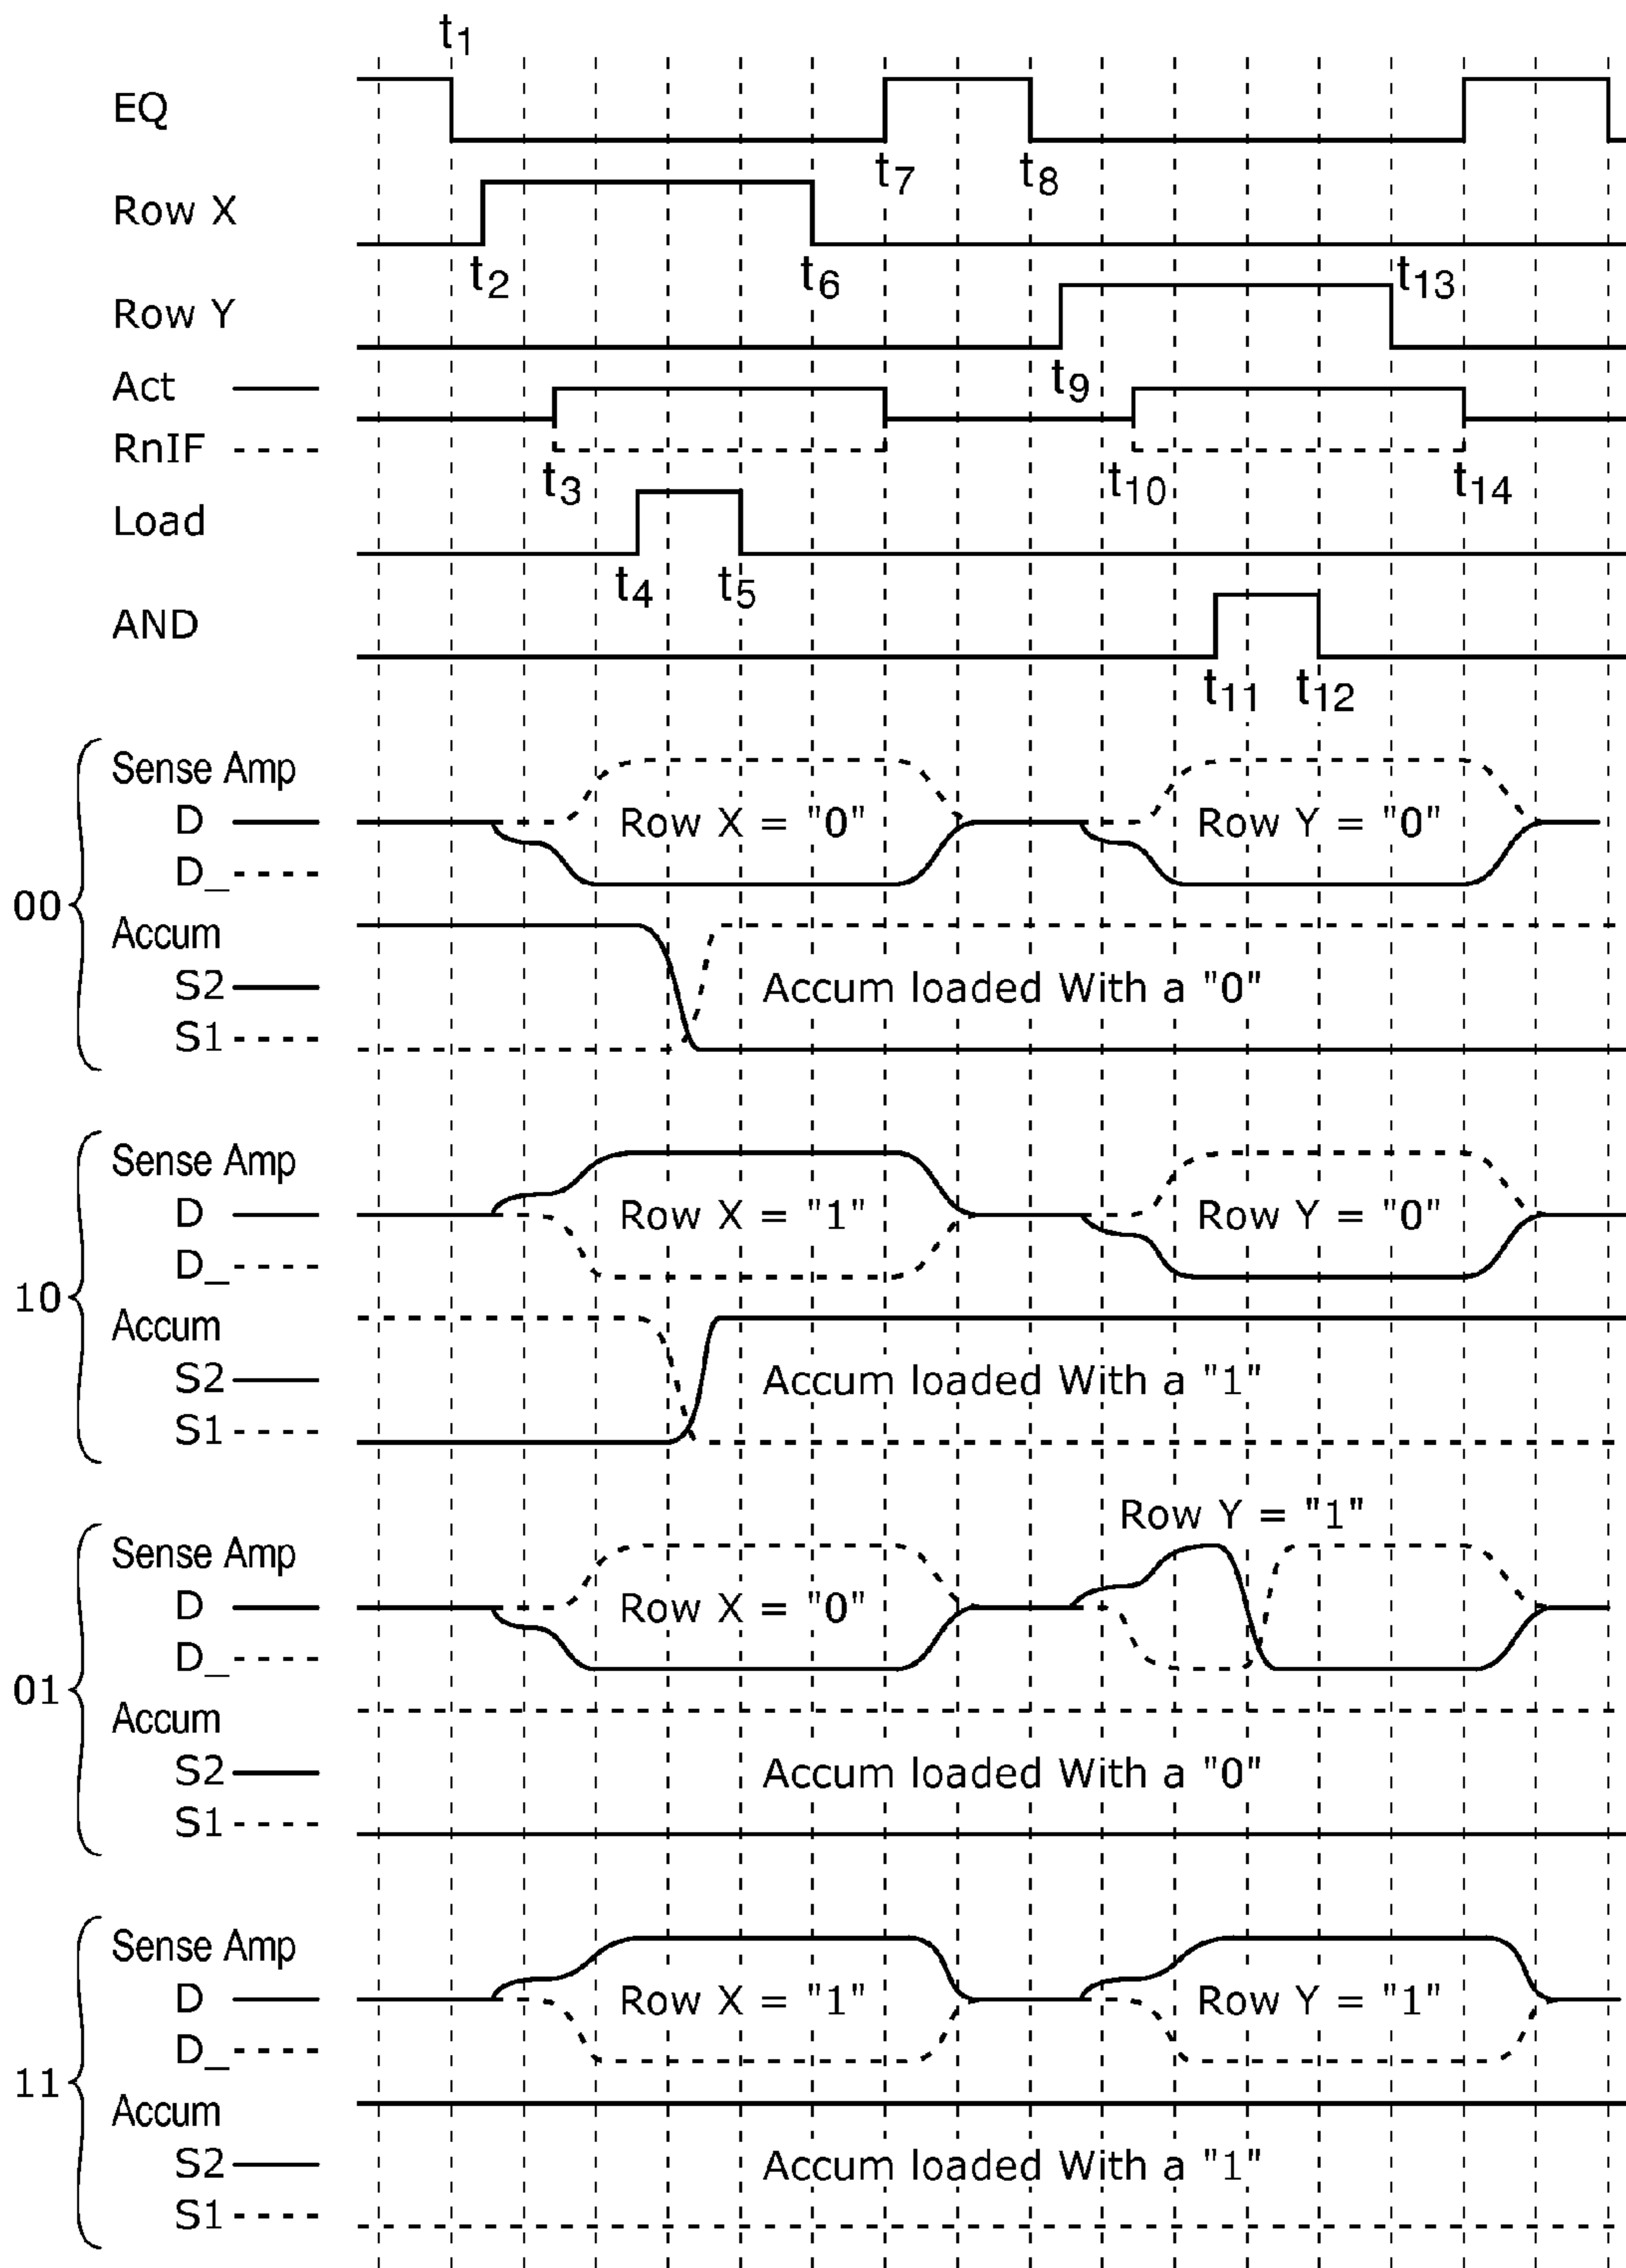 t1
EQ
t7 t8
Row X
t2 t6 t13
Row Y
Act
t9
RnIF
t3 t10 t14
Load
t4 t5
AND
t11 t12
00
Sense Amp
D Row X = "0" Row Y = "0"
D_
Accum
S2 Accum loaded With a "0"
S1
10
Sense Amp
D Row X = "1" Row Y = "0"
D_
Accum
S2 Accum loaded With a "1"
S1
01
Row Y = "1"
Sense Amp
D Row X = "0"
D_
Accum
S2 Accum loaded With a "0"
S1
11
Sense Amp
D Row X = "1" Row Y = "1"
D_
Accum
S2 Accum loaded With a "1"
S1